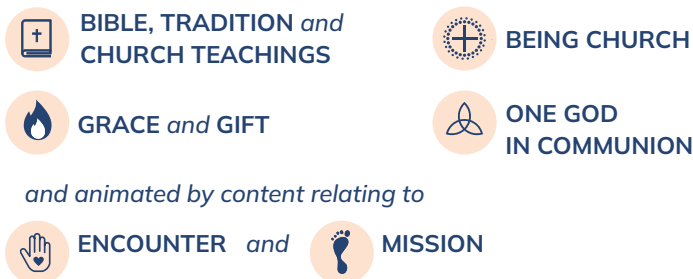 BIBLE, TRADITION and
CHURCH TEACHINGS
BEING CHURCH
GRACE and GIFT
ONE GOD
IN COMMUNION
and animated by content relating to
ENCOUNTER and MISSION